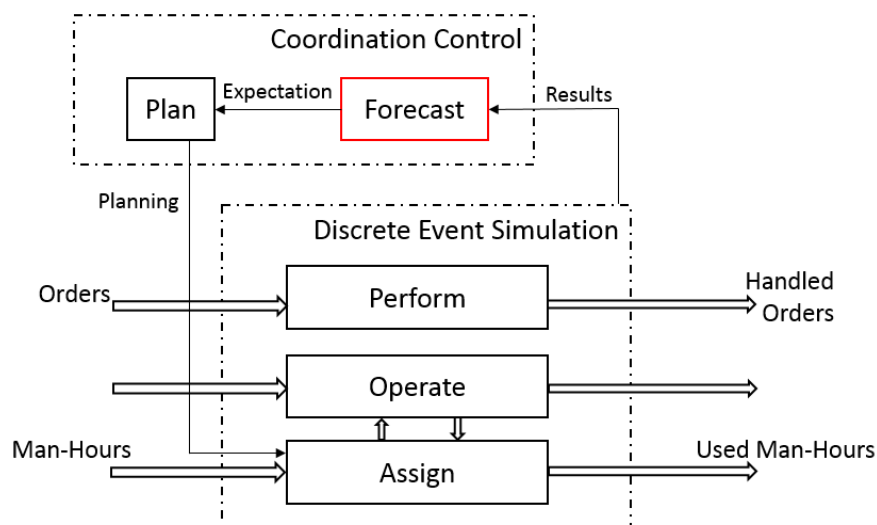 Coordination Control
Expectation
Results
Plan
Forecast
Planning
Discrete Event Simulation
Orders
Perform
Handled
Orders
Operate
Man-Hours
Assign
Used Man-Hours